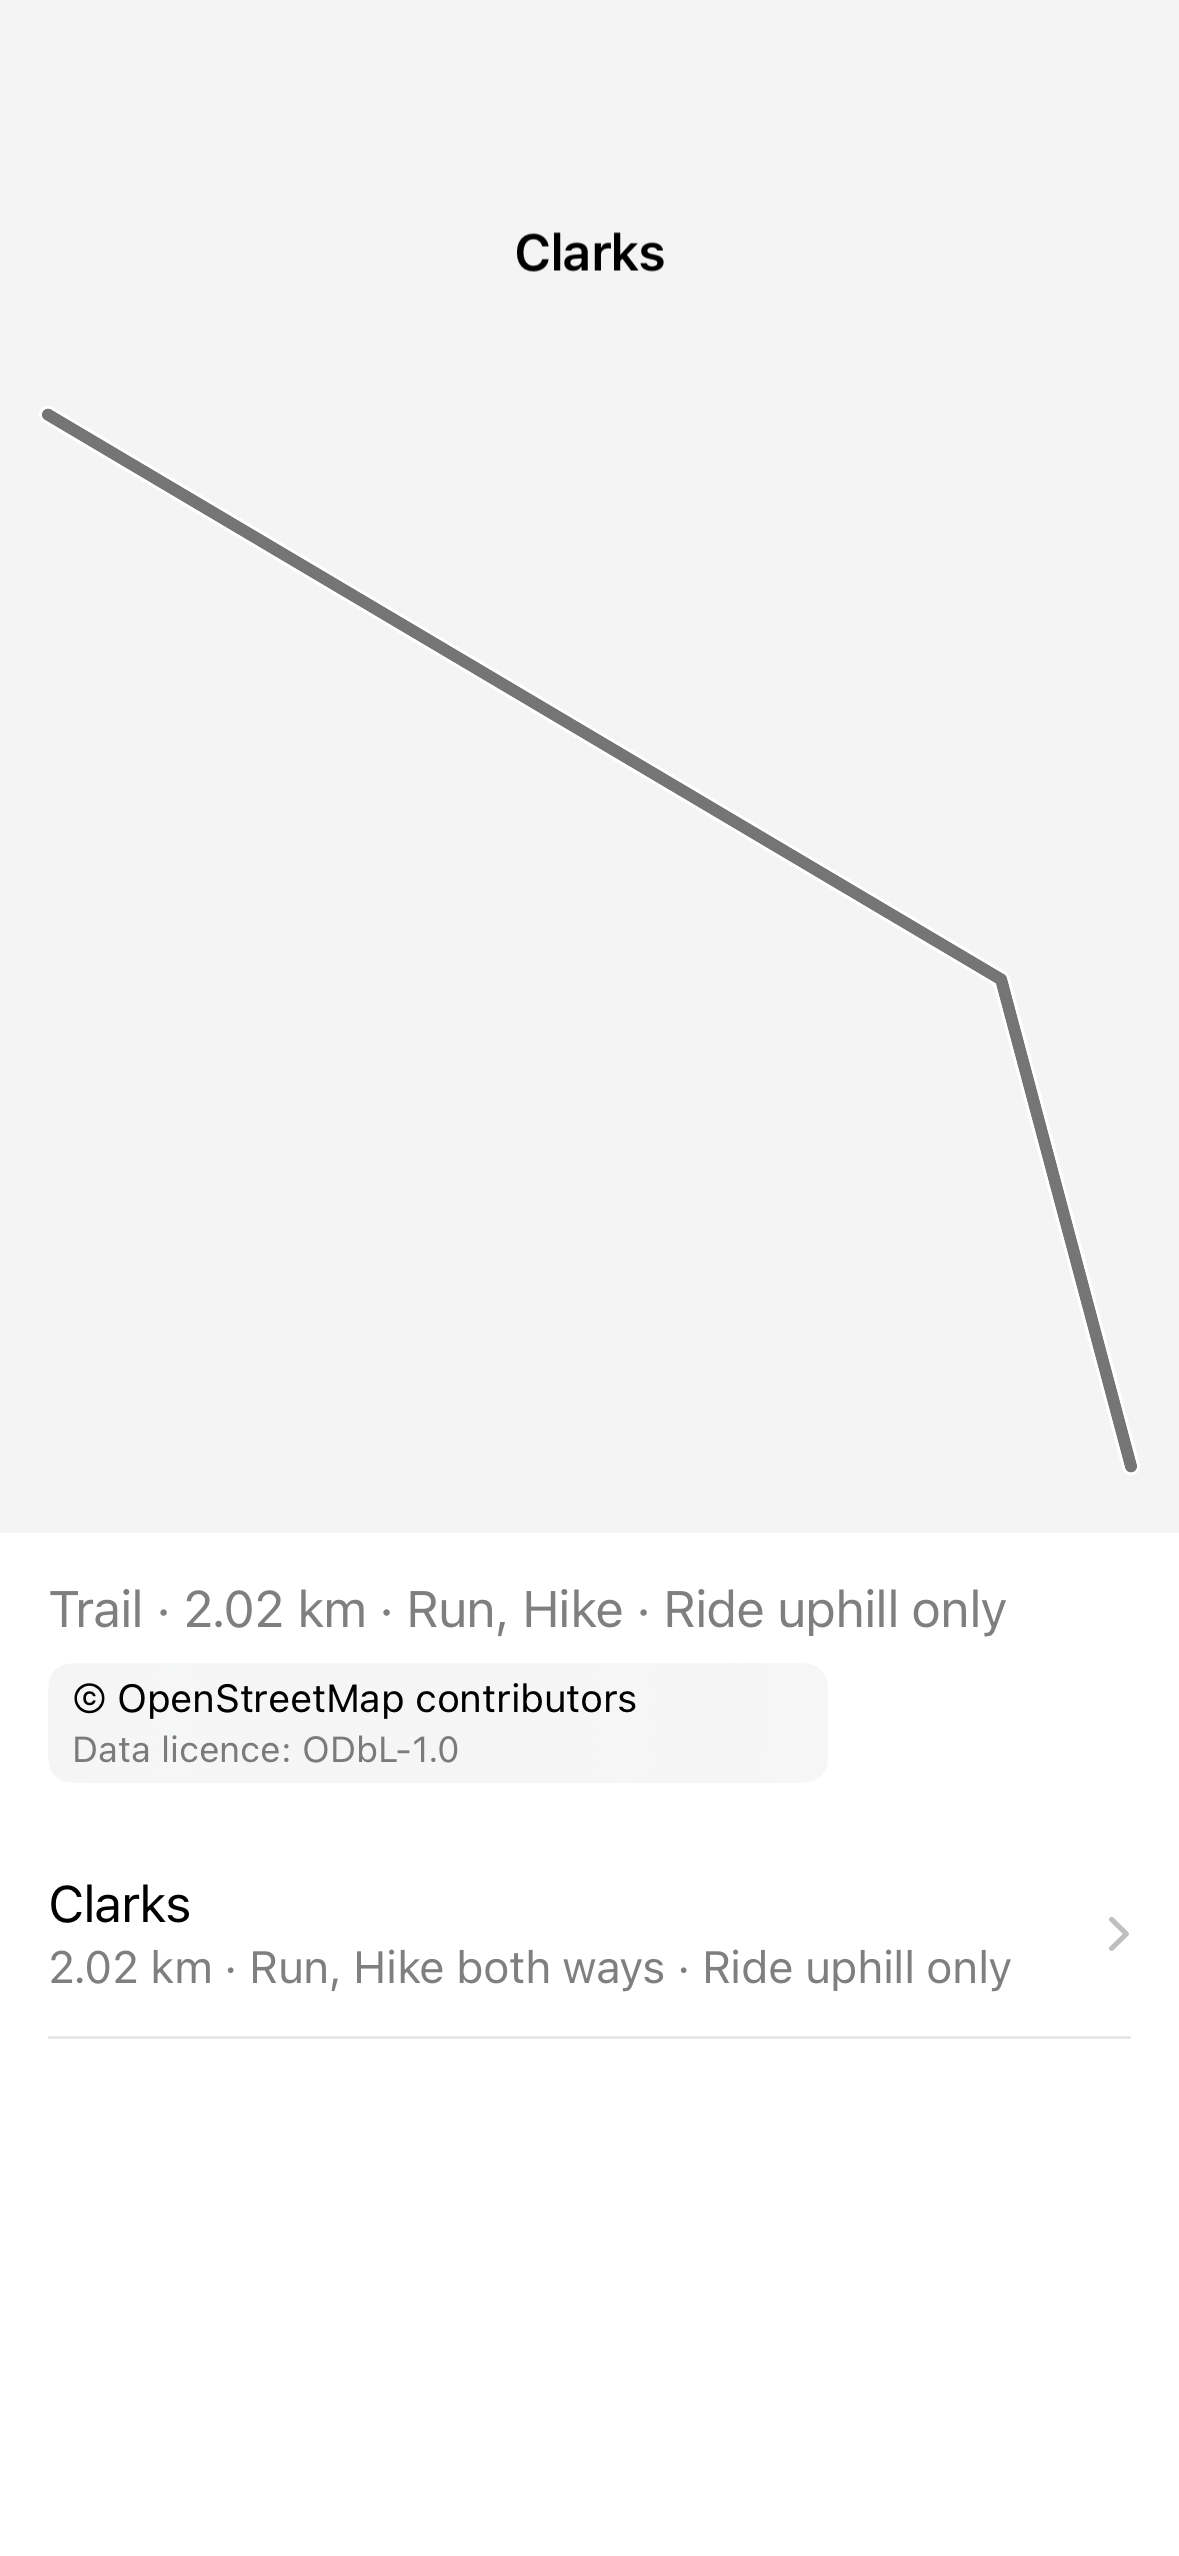 Clarks
Trail · 2.02 km · Run, Hike · Ride uphill only
© OpenStreetMap contributors
Data licence: ODbL-1.0
Clarks
2.02 km · Run, Hike both ways · Ride uphill only